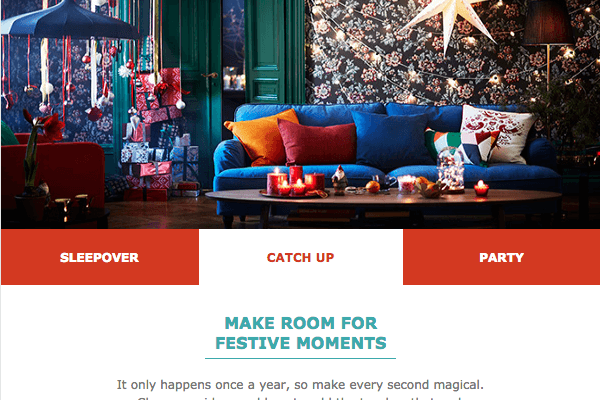 SLEEPOVER
CATCH UP
PARTY
MAKE ROOM FOR
FESTIVE MOMENTS
It only happens once a year, so make every second magical.